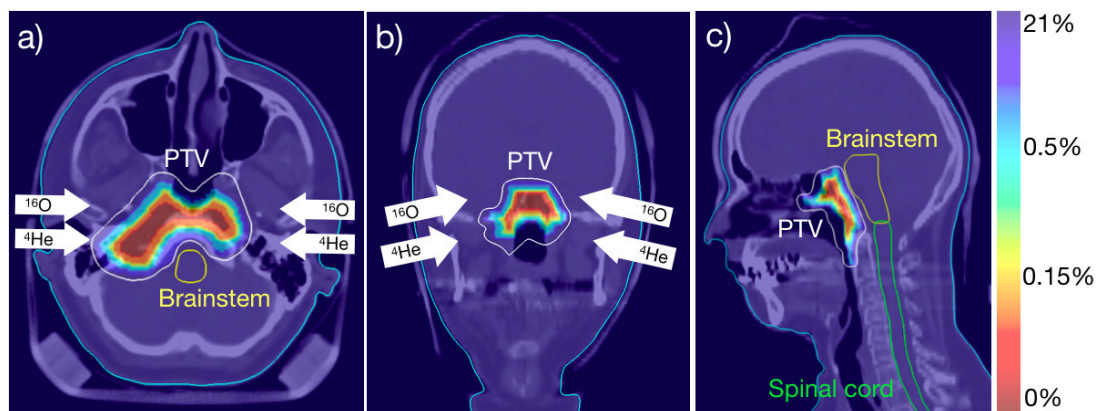 a)
PTV
¹⁶O
¹⁶O
⁴He
⁴He
Brainstem
b)
PTV
¹⁶O
¹⁶O
⁴He
⁴He
c)
Brainstem
PTV
Spinal cord
21%
0.5%
0.15%
0%